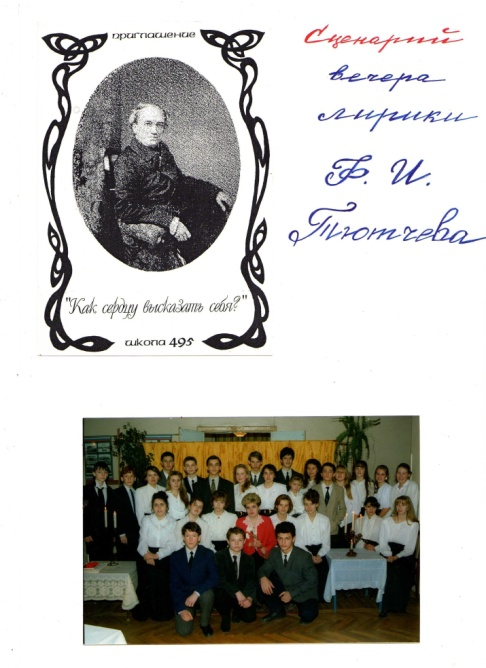 приглашение
"Как сердцу высказать себя?"
школа 495
Сценарий
вечера
лирики
Ф. И.
Тютчева